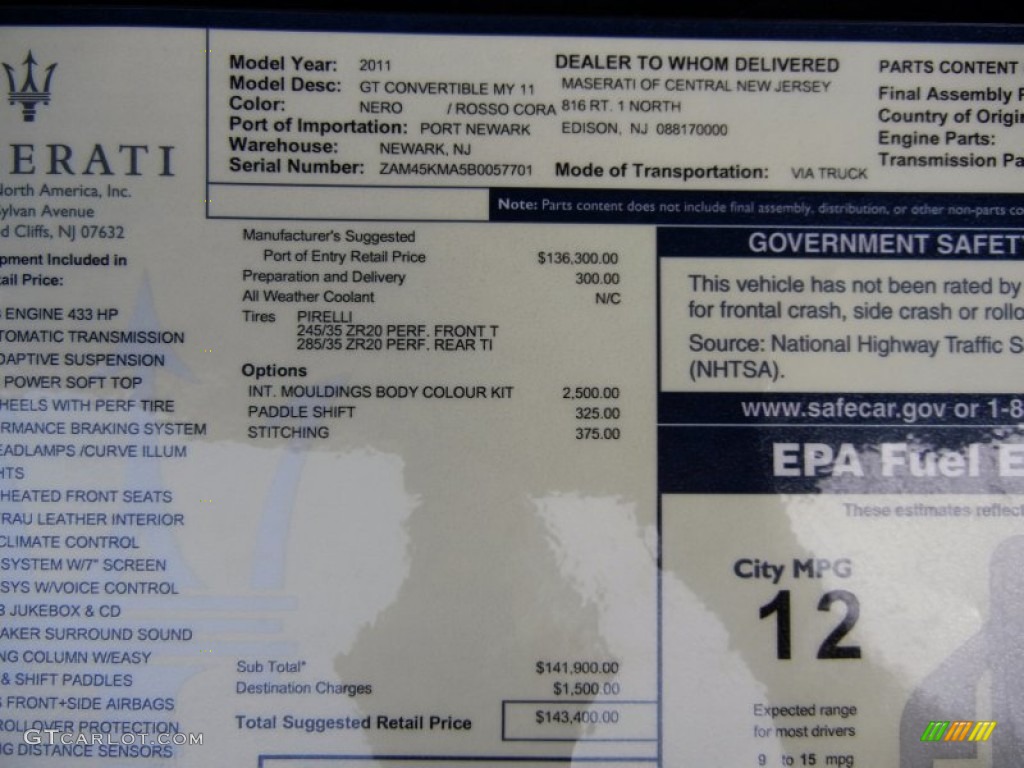 ERATI
North America, Inc.
Sylvan Avenue
d Cliffs, NJ 07632
pment Included in
ail Price:
ENGINE 433 HP
TOMATIC TRANSMISSION
DAPTIVE SUSPENSION
POWER SOFT TOP
HEELS WITH PERF TIRE
RMANCE BRAKING SYSTEM
EADLAMPS /CURVE ILLUM
HTS
HEATED FRONT SEATS
RAU LEATHER INTERIOR
CLIMATE CONTROL
SYSTEM W/7" SCREEN
SYS W/VOICE CONTROL
3 JUKEBOX & CD
AKER SURROUND SOUND
NG COLUMN W/EASY
& SHIFT PADDLES
FRONT+SIDE AIRBAGS
ROLLOVER PROTECTION
NG DISTANCE SENSORS
GTcarlot.com
Model Year: 2011
Model Desc: GT CONVERTIBLE MY 11
Color: NERO / ROSSO CORA
Port of Importation: PORT NEWARK
Warehouse: NEWARK, NJ
Serial Number: ZAM45KMA5B0057701
DEALER TO WHOM DELIVERED
MASERATI OF CENTRAL NEW JERSEY
816 RT. 1 NORTH
EDISON, NJ 088170000
Mode of Transportation: VIA TRUCK
PARTS CONTENT
Final Assembly P
Country of Origin
Engine Parts:
Transmission Pa
Note: Parts content does not include final assembly, distribution, or other non-parts co
Manufacturer's Suggested
Port of Entry Retail Price $136,300.00
Preparation and Delivery 300.00
All Weather Coolant N/C
Tires PIRELLI
245/35 ZR20 PERF. FRONT T
285/35 ZR20 PERF. REAR TI
Options
INT. MOULDINGS BODY COLOUR KIT 2,500.00
PADDLE SHIFT 325.00
STITCHING 375.00
Sub Total* $141,900.00
Destination Charges $1,500.00
Total Suggested Retail Price $143,400.00
GOVERNMENT SAFETY
This vehicle has not been rated by
for frontal crash, side crash or rollo
Source: National Highway Traffic S
(NHTSA).
www.safecar.gov or 1-8
EPA Fuel E
These estimates reflect
City MPG
12
Expected range
for most drivers
9 to 15 mpg